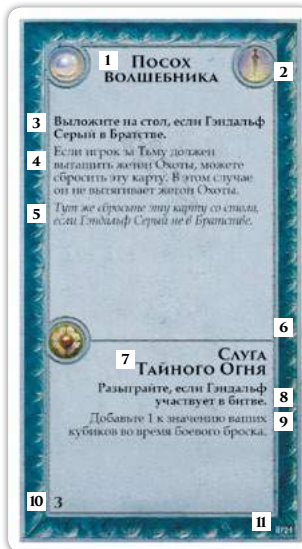 1 Посох
Волшебника 2
3 Выложите на стол, если Гэндальф
Серый в Братстве.
4 Если игрок за Тьму должен
вытащить жетон Охоты, можете
сбросить эту карту. В этом случае
он не вытягивает жетон Охоты.
5 Тут же сбросьте эту карту со стола,
если Гэндальф Серый не в Братстве.
6
7 Слуга
Тайного Огня
Разыграйте, если Гэндальф
участвует в битве. 8
Добавьте 1 к значению ваших 9
кубиков во время боевого броска.
10 3
11